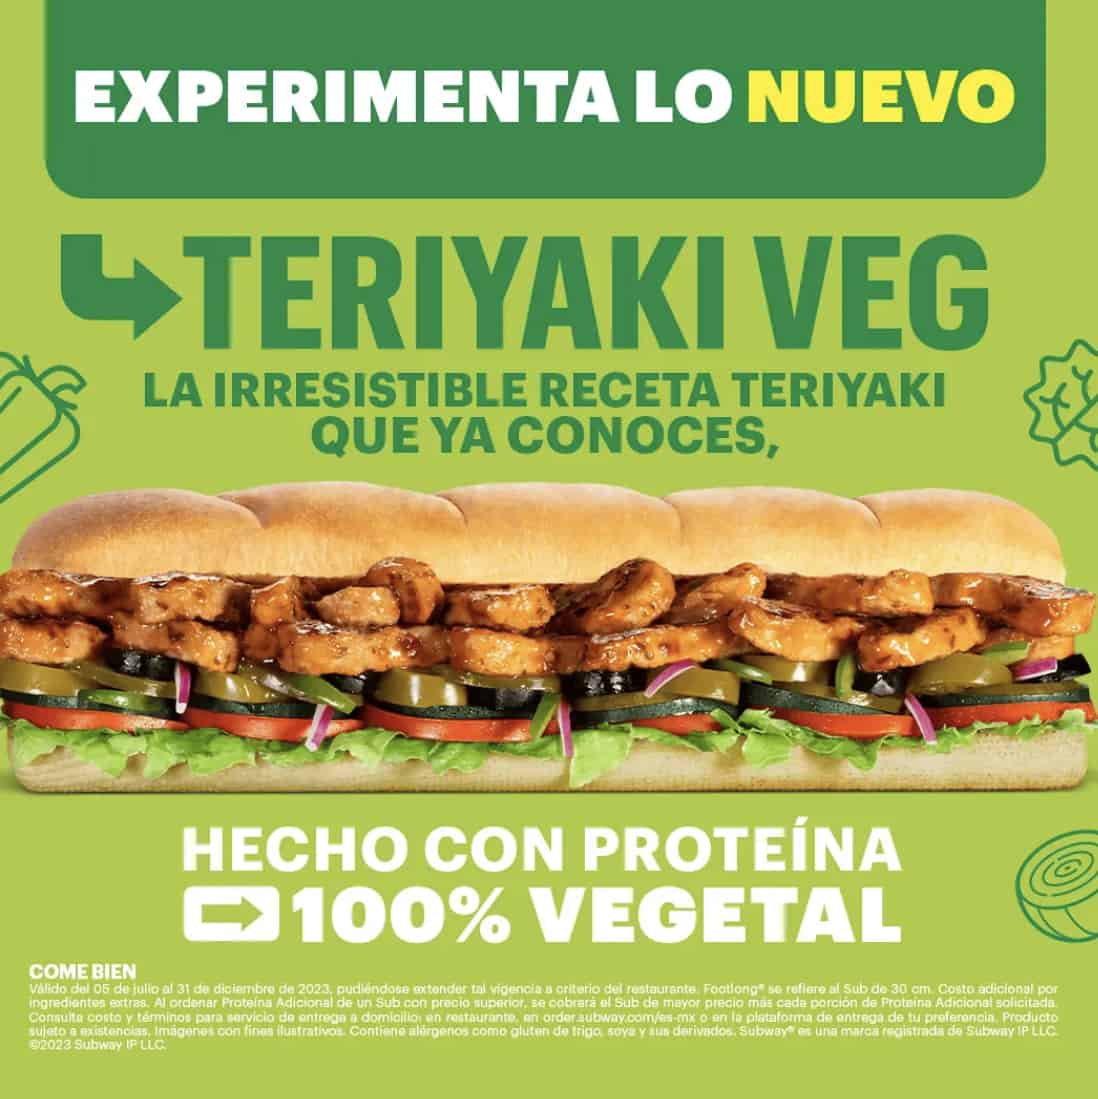 EXPERIMENTA LO NUEVO
TERIYAKI VEG
LA IRRESISTIBLE RECETA TERIYAKI
QUE YA CONOCES,
HECHO CON PROTEÍNA
100% VEGETAL
COME BIEN
Válido del 05 de julio al 31 de diciembre de 2023, pudiéndose extender tal vigencia a criterio del restaurante. Footlong® se refiere al Sub de 30 cm. Costo adicional por
ingredientes extras. Al ordenar Proteína Adicional de un Sub con precio superior, se cobrará el Sub de mayor precio más cada porción de Proteína Adicional solicitada.
Consulta costo y términos para servicio de entrega a domicilio: en restaurante, en order.subway.com/es-mx o en la plataforma de entrega de tu preferencia. Producto
sujeto a existencias. Imágenes con fines ilustrativos. Contiene alérgenos como gluten de trigo, soya y sus derivados. Subway® es una marca registrada de Subway IP LLC.
©2023 Subway IP LLC.